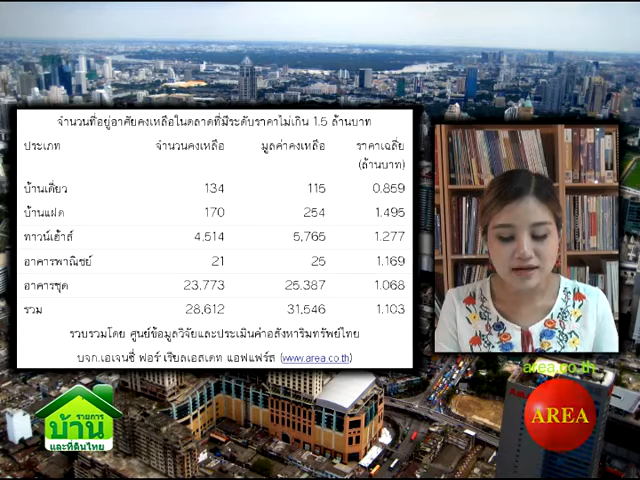 จำนวนที่อยู่อาศัยคงเหลือในตลาดที่มีระดับราคาไม่เกิน 1.5 ล้านบาท
ประเภท จำนวนคงเหลือ มูลค่าคงเหลือ ราคาเฉลี่ย
(ล้านบาท)
บ้านเดี่ยว 134 115 0.859
บ้านแฝด 170 254 1.495
ทาวน์เฮ้าส์ 4,514 5,765 1.277
อาคารพาณิชย์ 21 25 1.169
อาคารชุด 23,773 25,387 1.068
รวม 28,612 31,546 1.103
รวบรวมโดย ศูนย์ข้อมูลวิจัยและประเมินค่าอสังหาริมทรัพย์ไทย
บจก.เอเจนซี่ ฟอร์ เรียลเอสเตท แอฟแฟร์ส (www.area.co.th)
area.co.th
รายการ
บ้าน
และที่ดินไทย
AREA